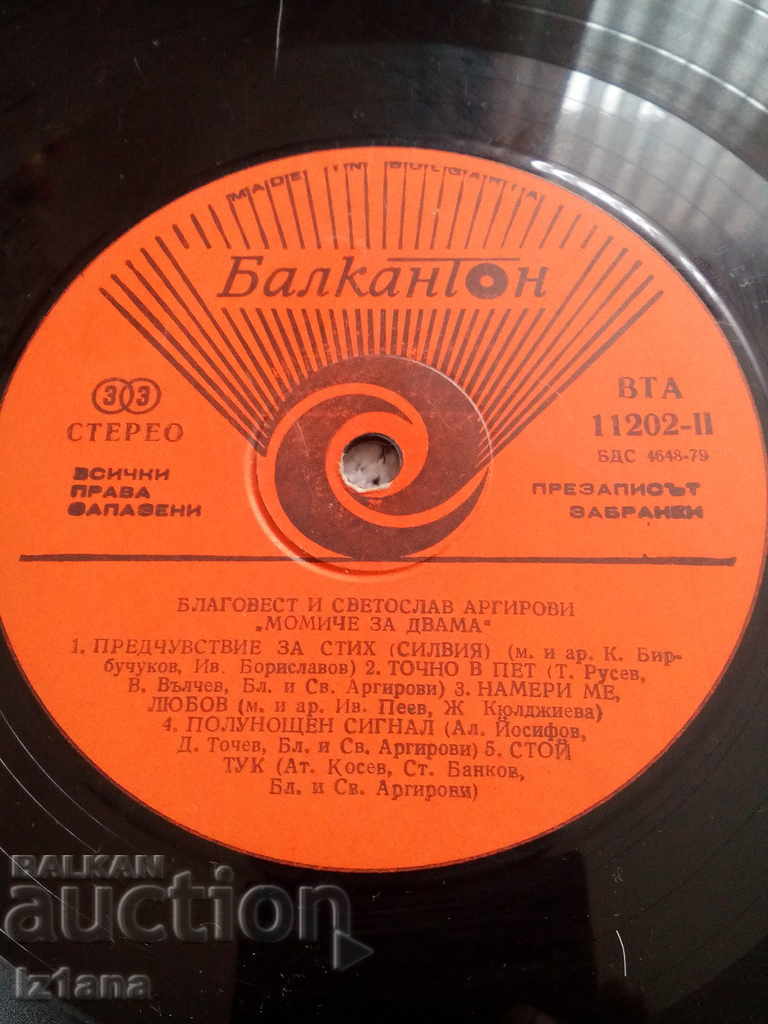 MADE IN BULGARIA
Балкантон
33
СТЕРЕО
ВСИЧКИ
ПРАВА
ЗАПАЗЕНИ
ВТА
11202-II
БДС 4648-79
ПРЕЗАПИСЪТ
ЗАБРАНЕН
БЛАГОВЕСТ И СВЕТОСЛАВ АРГИРОВИ
„МОМИЧЕ ЗА ДВАМА"
1. ПРЕДЧУВСТВИЕ ЗА СТИХ (СИЛВИЯ) (м. и ар. К. Бир-
бучуков, Ив. Бориславов) 2. ТОЧНО В ПЕТ (Т. Русев,
В. Вълчев, Бл. и Св. Аргирови) 3. НАМЕРИ МЕ,
ЛЮБОВ (м. и ар. Ив. Пеев, Ж Кюлджиева)
4. ПОЛУНОЩЕН СИГНАЛ (Ал. Йосифов,
Д. Точев, Бл. и Св. Аргирови) 5. СТОЙ
ТУК (Ат. Косев, Ст. Банков,
Бл. и Св. Аргирови)
BALKAN
auction
iz1ana